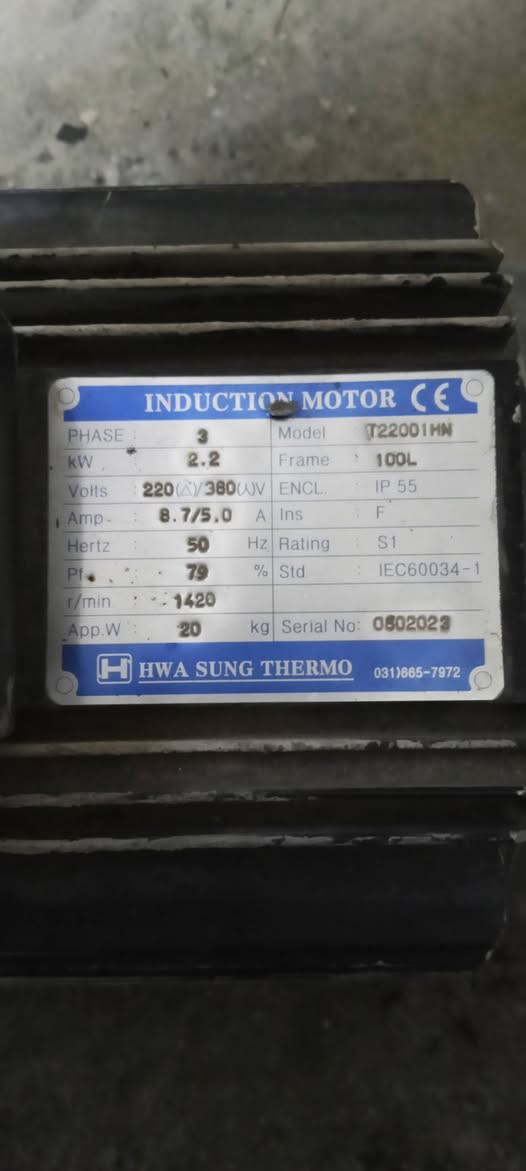 INDUCTION MOTOR CE
PHASE : 3 Model : T22001HN
kW : 2.2 Frame : 100L
Volts : 220(△)/380(人)V ENCL. : IP 55
Amp. : 8.7/5.0 A Ins : F
Hertz : 50 Hz Rating : S1
Pf. : 79 % Std : IEC60034-1
r/min : 1420
App.W : 20 kg Serial No: 0602023
H HWA SUNG THERMO 031)665-7972